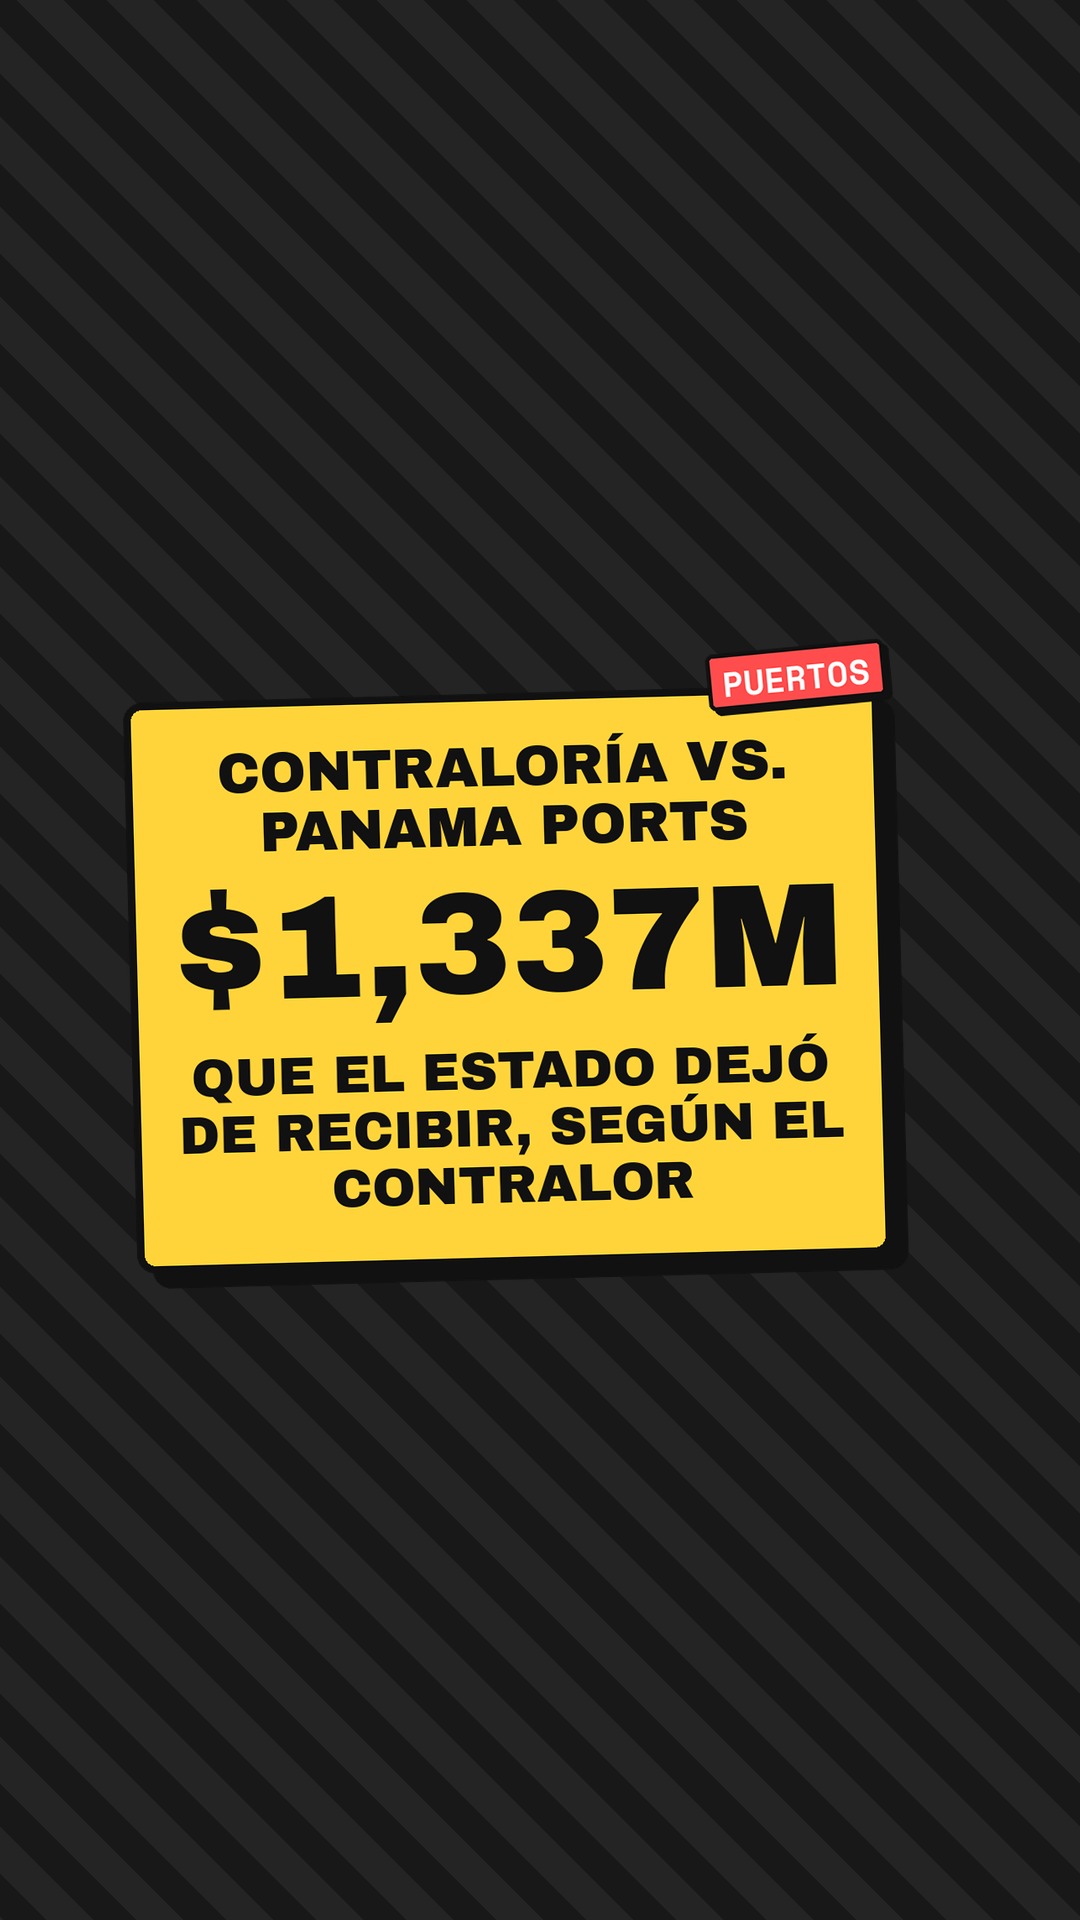 PUERTOS
CONTRALORÍA VS.
PANAMA PORTS
$1,337M
QUE EL ESTADO DEJÓ
DE RECIBIR, SEGÚN EL
CONTRALOR